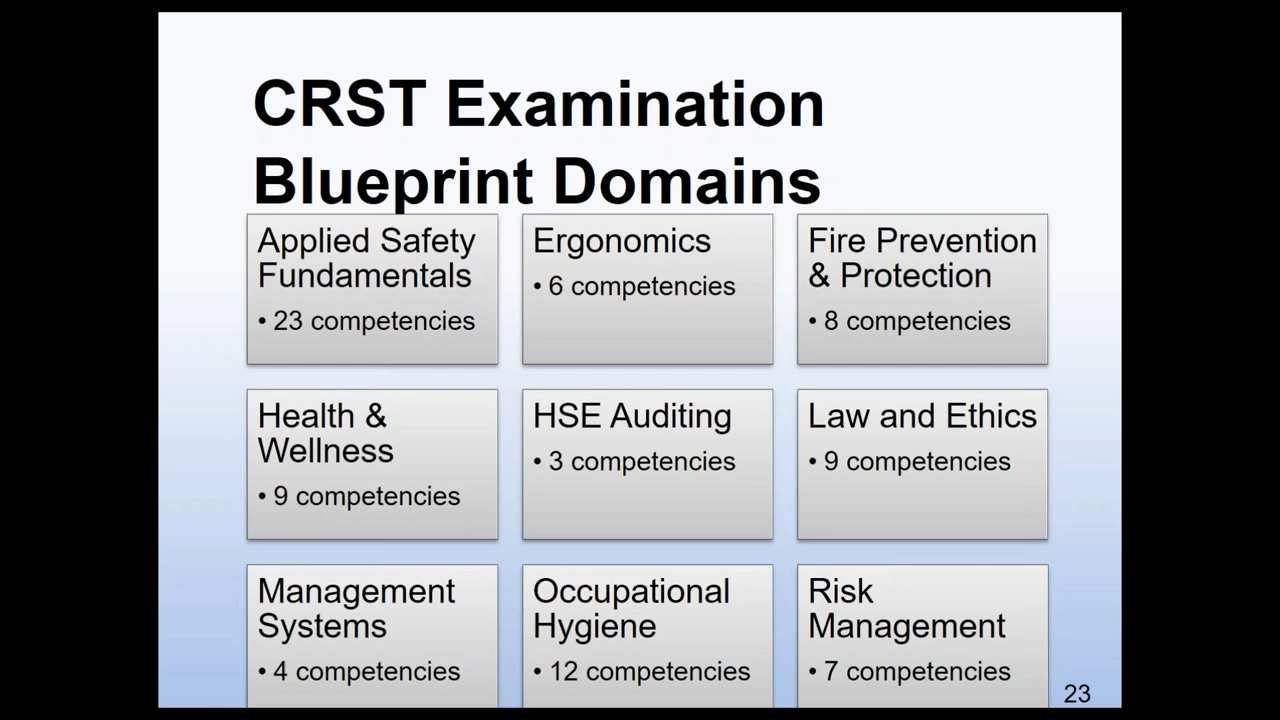 CRST Examination
Blueprint Domains
Applied Safety
Fundamentals
• 23 competencies
Ergonomics
• 6 competencies
Fire Prevention
& Protection
• 8 competencies
Health &
Wellness
• 9 competencies
HSE Auditing
• 3 competencies
Law and Ethics
• 9 competencies
Management
Systems
• 4 competencies
Occupational
Hygiene
• 12 competencies
Risk
Management
• 7 competencies
23